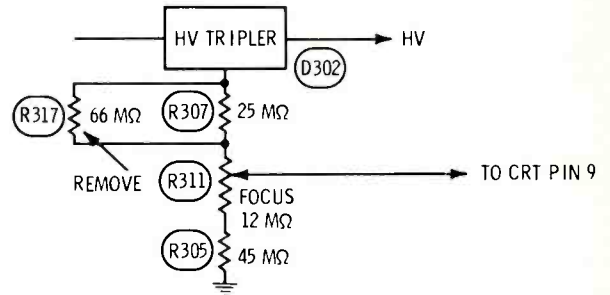 HV TRIPLER
HV
D302
R317
66 MΩ
R307
25 MΩ
REMOVE
R311
TO CRT PIN 9
FOCUS
12 MΩ
R305
45 MΩ